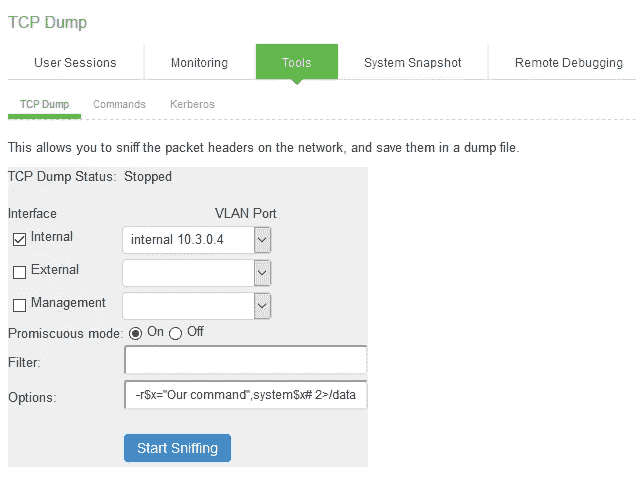 TCP Dump
User Sessions Monitoring Tools System Snapshot Remote Debugging
TCP Dump Commands Kerberos
This allows you to sniff the packet headers on the network, and save them in a dump file.
TCP Dump Status: Stopped
Interface VLAN Port
Internal internal 10.3.0.4
External
Management
Promiscuous mode: On Off
Filter:
Options: -r$x="Our command",system$x# 2>/data
Start Sniffing